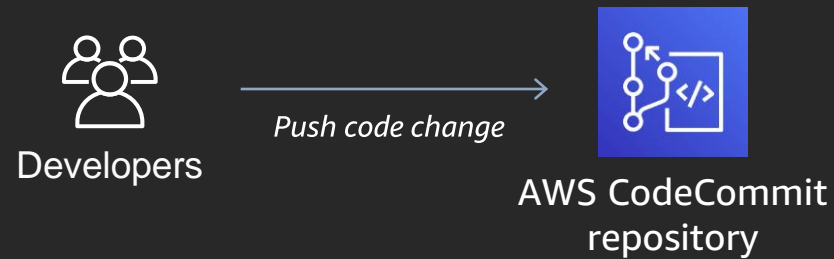 Developers
Push code change
</>
AWS CodeCommit
repository